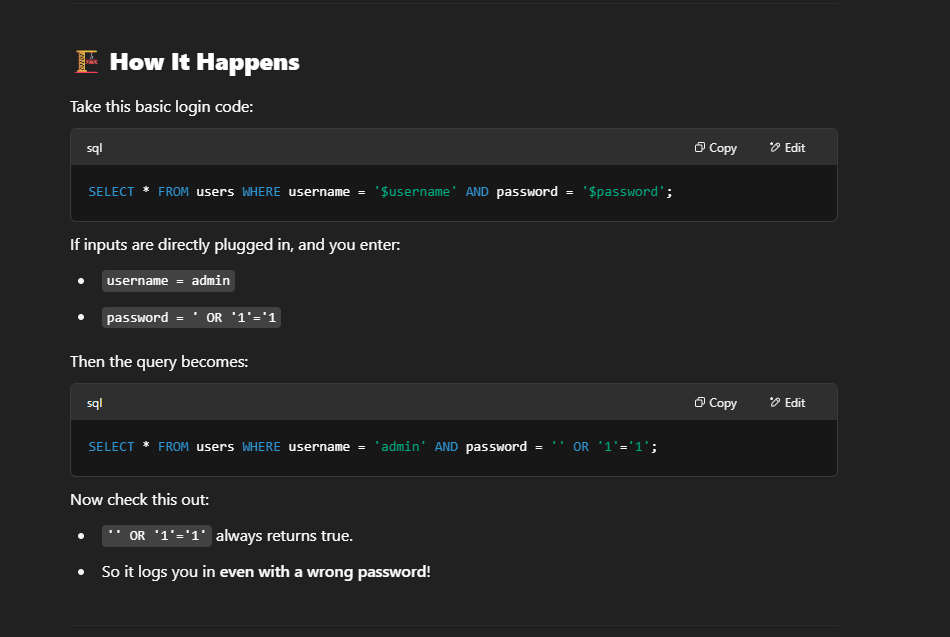 How It Happens
Take this basic login code:
sql
Copy
Edit
SELECT * FROM users WHERE username = '$username' AND password = '$password';
If inputs are directly plugged in, and you enter:
• username = admin
• password = ' OR '1'='1
Then the query becomes:
sql
Copy
Edit
SELECT * FROM users WHERE username = 'admin' AND password = '' OR '1'='1';
Now check this out:
• '' OR '1'='1' always returns true.
• So it logs you in even with a wrong password!